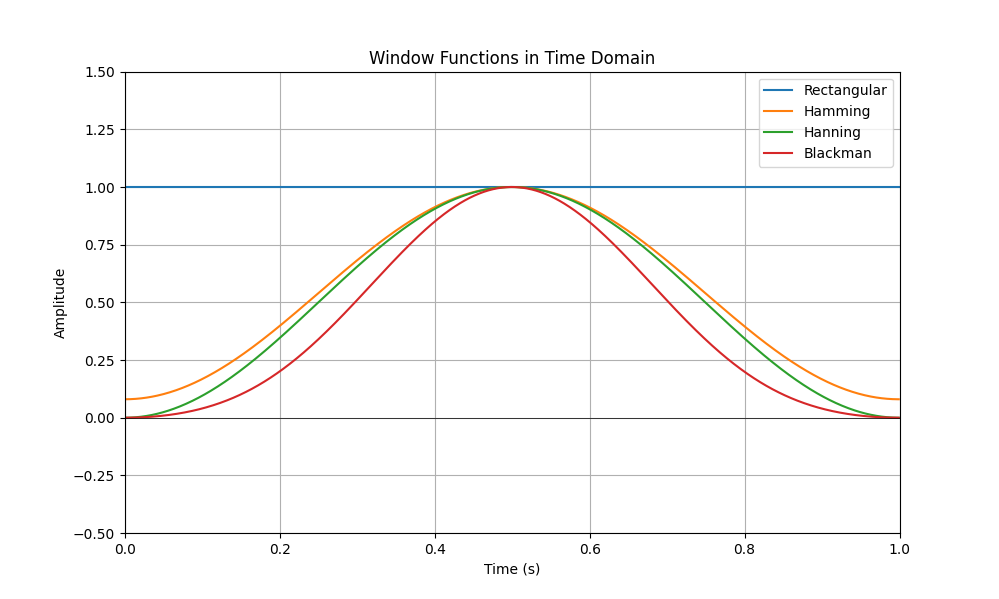 Window Functions in Time Domain
Rectangular
Hamming
Hanning
Blackman
1.50
1.25
1.00
0.75
0.50
0.25
0.00
−0.25
−0.50
Amplitude
0.0 0.2 0.4 0.6 0.8 1.0
Time (s)